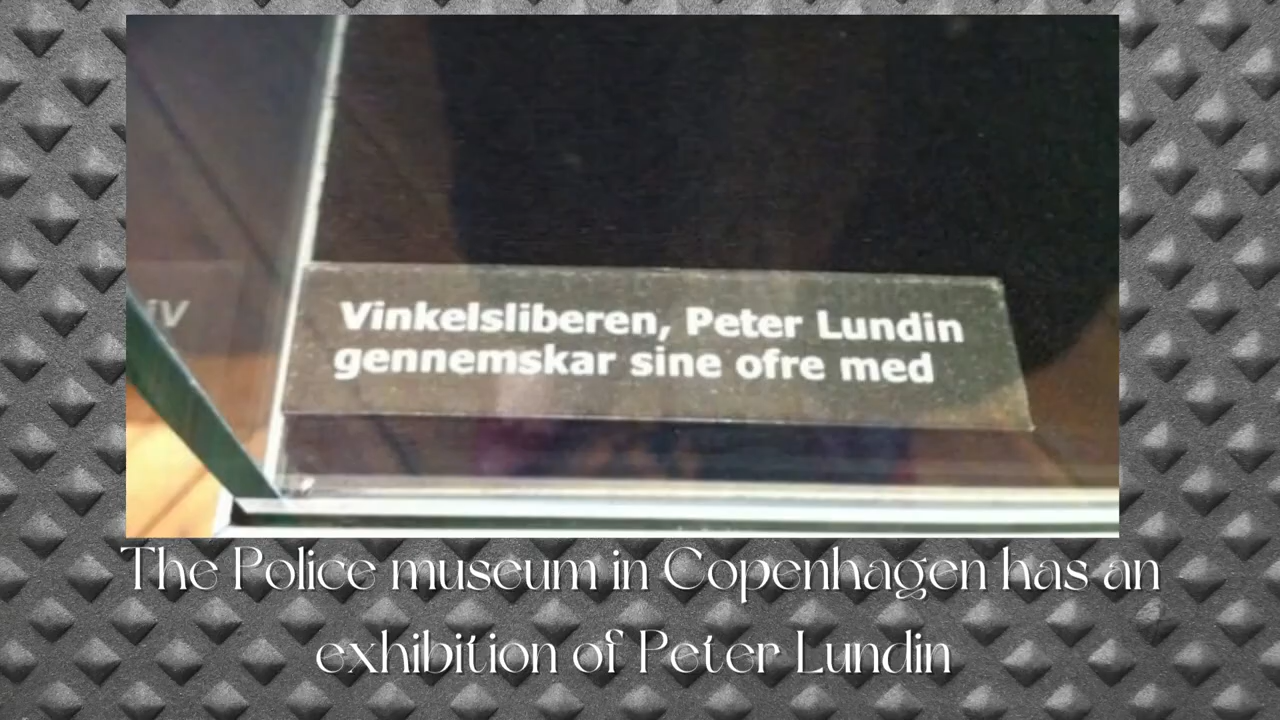 Vinkelsliberen, Peter Lundin
gennemskar sine ofre med
The Police museum in Copenhagen has an
exhibition of Peter Lundin